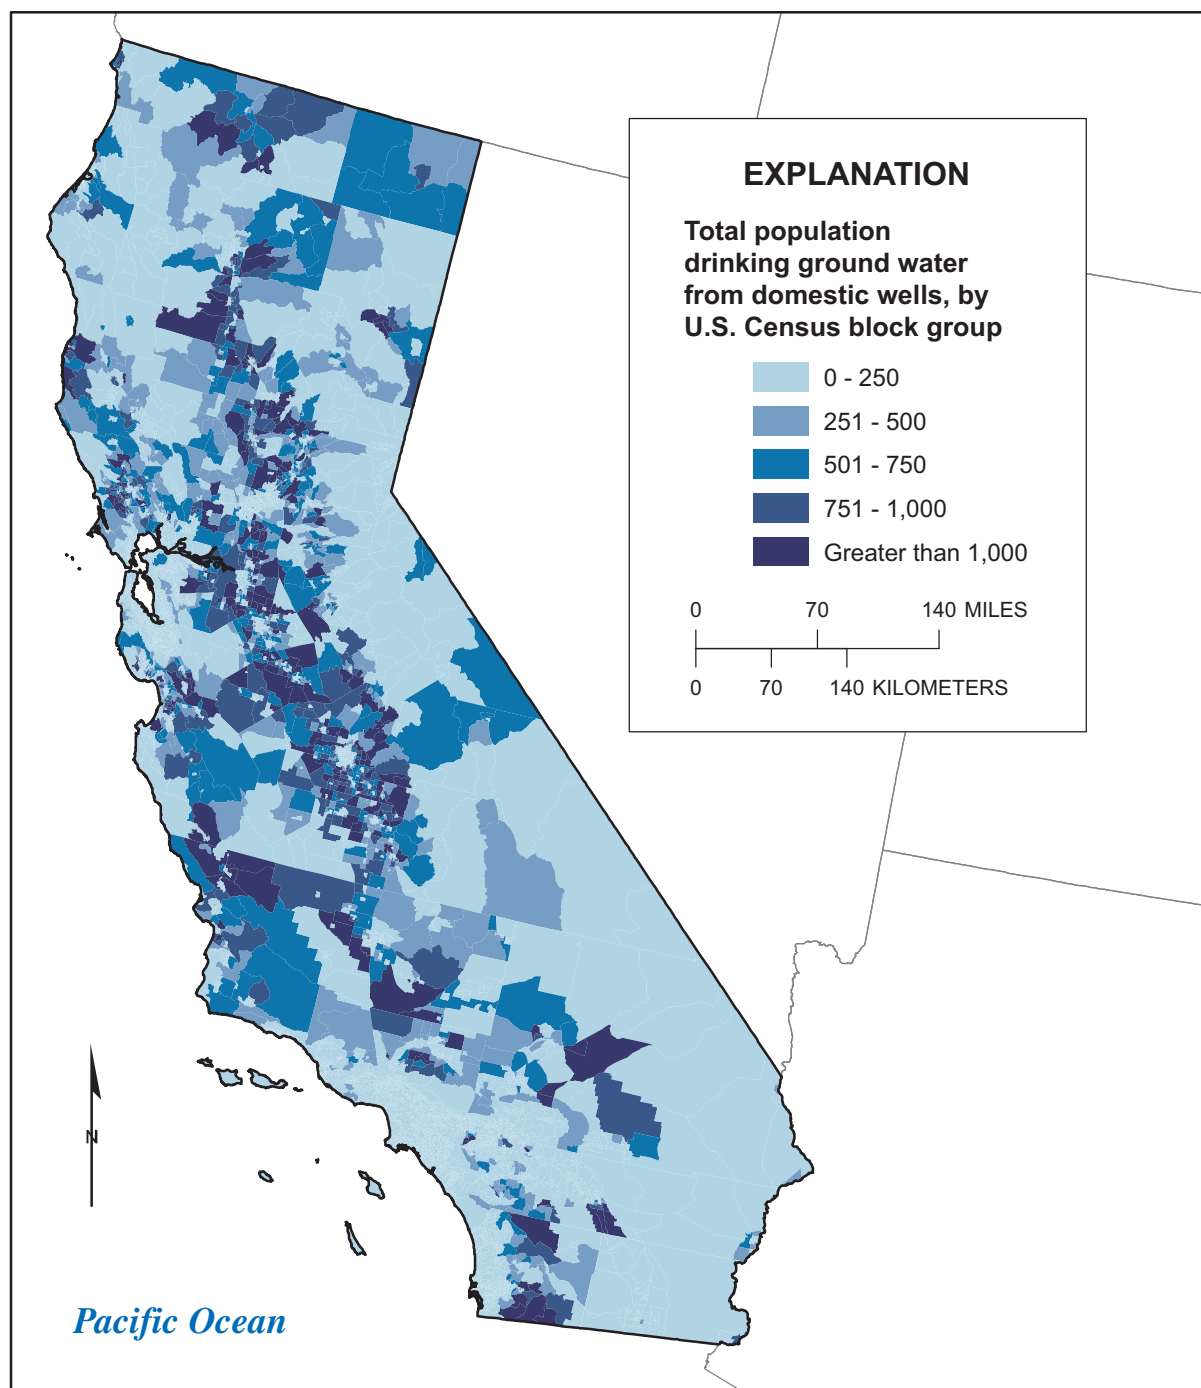 EXPLANATION
Total population
drinking ground water
from domestic wells, by
U.S. Census block group
0 - 250
251 - 500
501 - 750
751 - 1,000
Greater than 1,000
0 70 140 MILES
0 70 140 KILOMETERS
N
Pacific Ocean